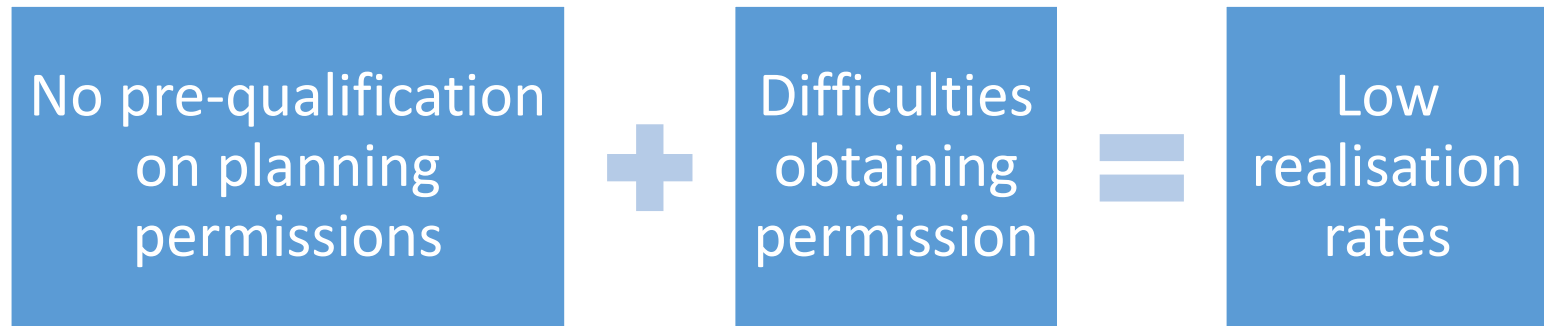 No pre-qualification
on planning
permissions
Difficulties
obtaining
permission
Low
realisation
rates